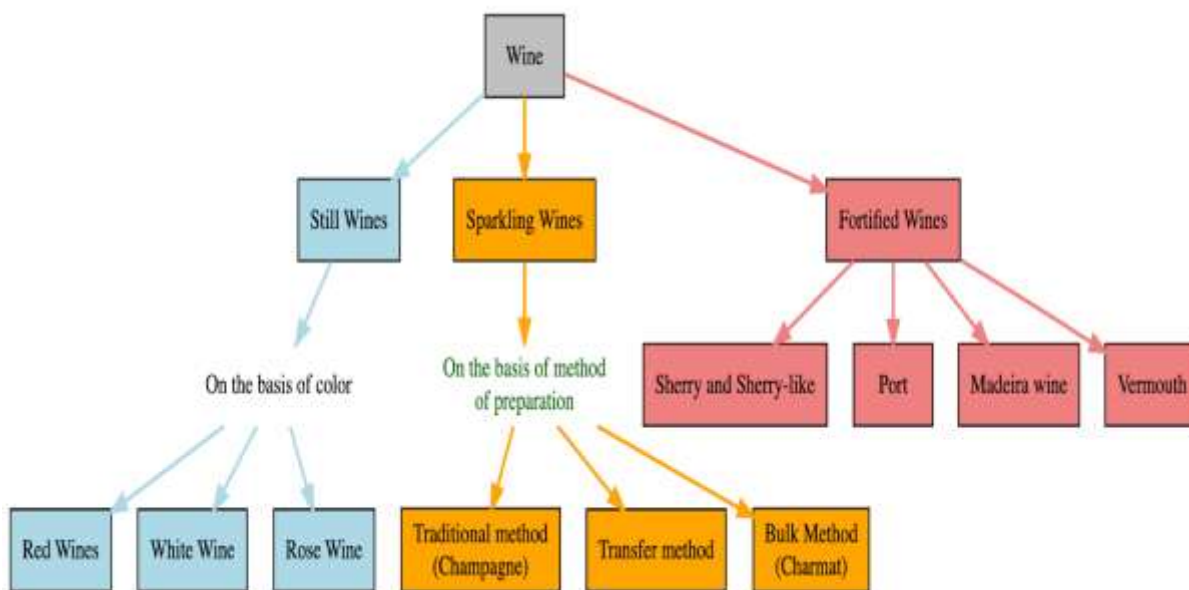 Wine
Still Wines
Sparkling Wines
Fortified Wines
On the basis of color
On the basis of method
of preparation
Sherry and Sherry-like
Port
Madeira wine
Vermouth
Red Wines
White Wine
Rose Wine
Traditional method
(Champagne)
Transfer method
Bulk Method
(Charmat)